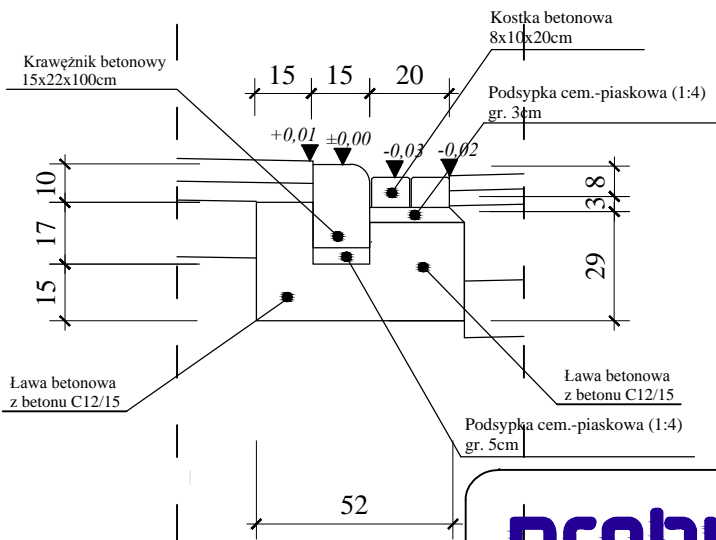 Kostka betonowa
8x10x20cm
Krawężnik betonowy
15x22x100cm
15
15
20
Podsypka cem.-piaskowa (1:4)
gr. 3cm
+0,01
±0,00
-0,03
-0,02
10
17
15
8
3
29
Ława betonowa
z betonu C12/15
Ława betonowa
z betonu C12/15
Podsypka cem.-piaskowa (1:4)
gr. 5cm
52